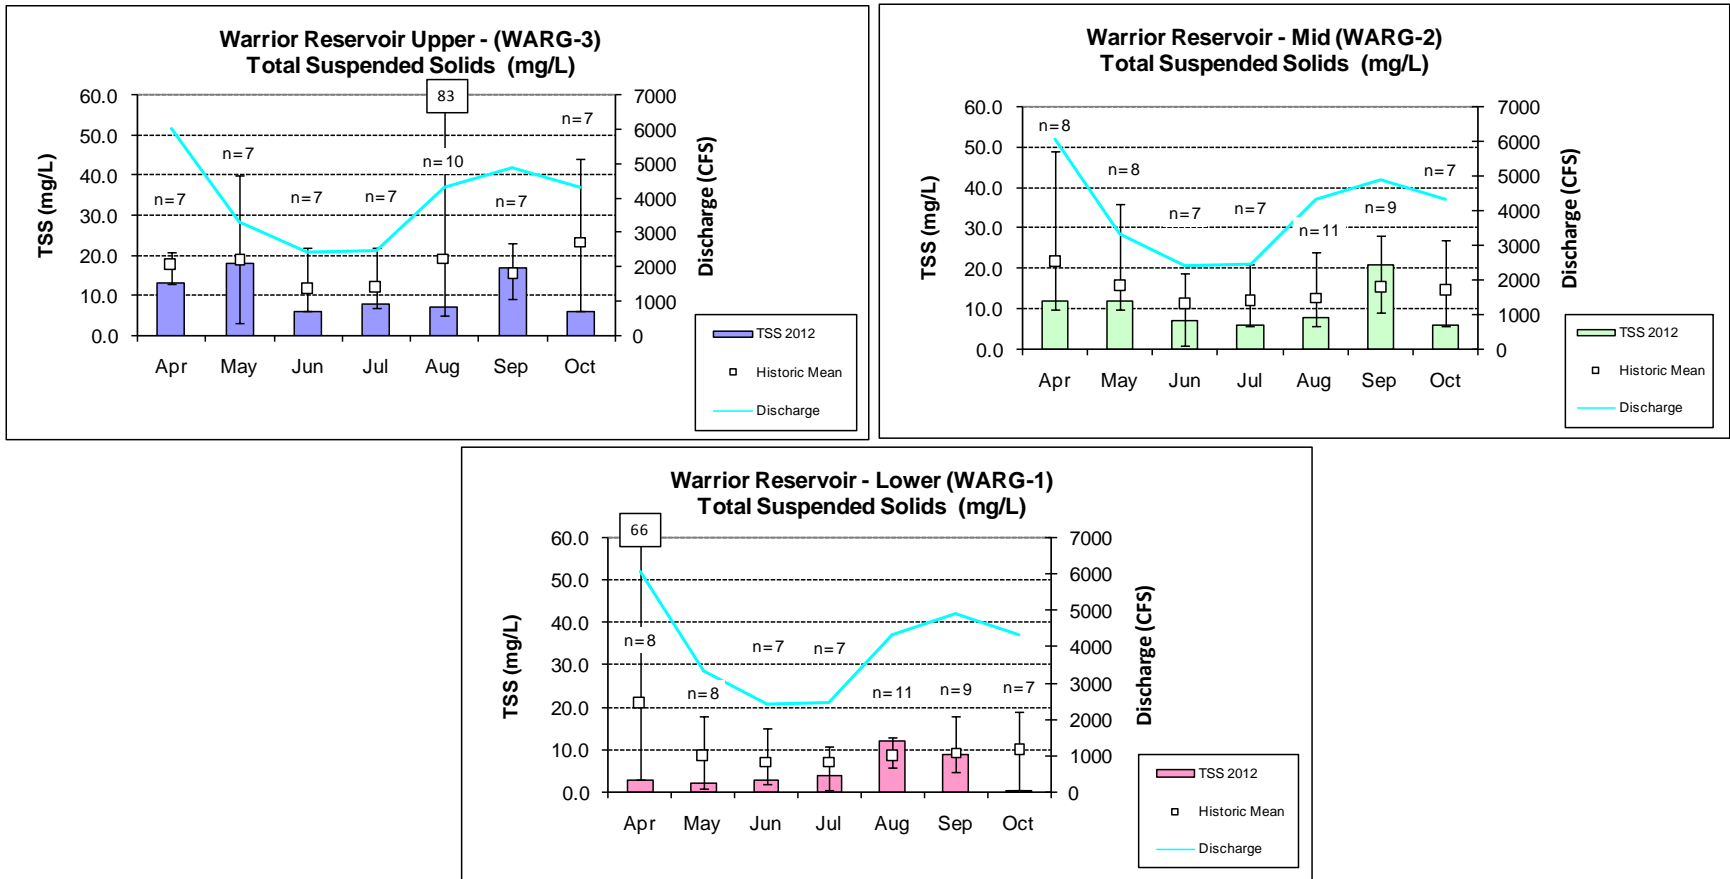 Warrior Reservoir Upper - (WARG-3)
Total Suspended Solids (mg/L)
83
60.0
50.0
40.0
30.0
20.0
10.0
0.0
TSS (mg/L)
n=7
n=7
n=7
n=7
n=10
n=7
n=7
7000
6000
5000
4000
3000
2000
1000
0
Discharge (CFS)
Apr May Jun Jul Aug Sep Oct
TSS 2012
Historic Mean
Discharge
Warrior Reservoir - Mid (WARG-2)
Total Suspended Solids (mg/L)
60.0
50.0
40.0
30.0
20.0
10.0
0.0
TSS (mg/L)
n=8
n=8
n=7
n=7
n=11
n=9
n=7
7000
6000
5000
4000
3000
2000
1000
0
Discharge (CFS)
Apr May Jun Jul Aug Sep Oct
TSS 2012
Historic Mean
Discharge
Warrior Reservoir - Lower (WARG-1)
Total Suspended Solids (mg/L)
66
60.0
50.0
40.0
30.0
20.0
10.0
0.0
TSS (mg/L)
n=8
n=8
n=7
n=7
n=11
n=9
n=7
7000
6000
5000
4000
3000
2000
1000
0
Discharge (CFS)
Apr May Jun Jul Aug Sep Oct
TSS 2012
Historic Mean
Discharge